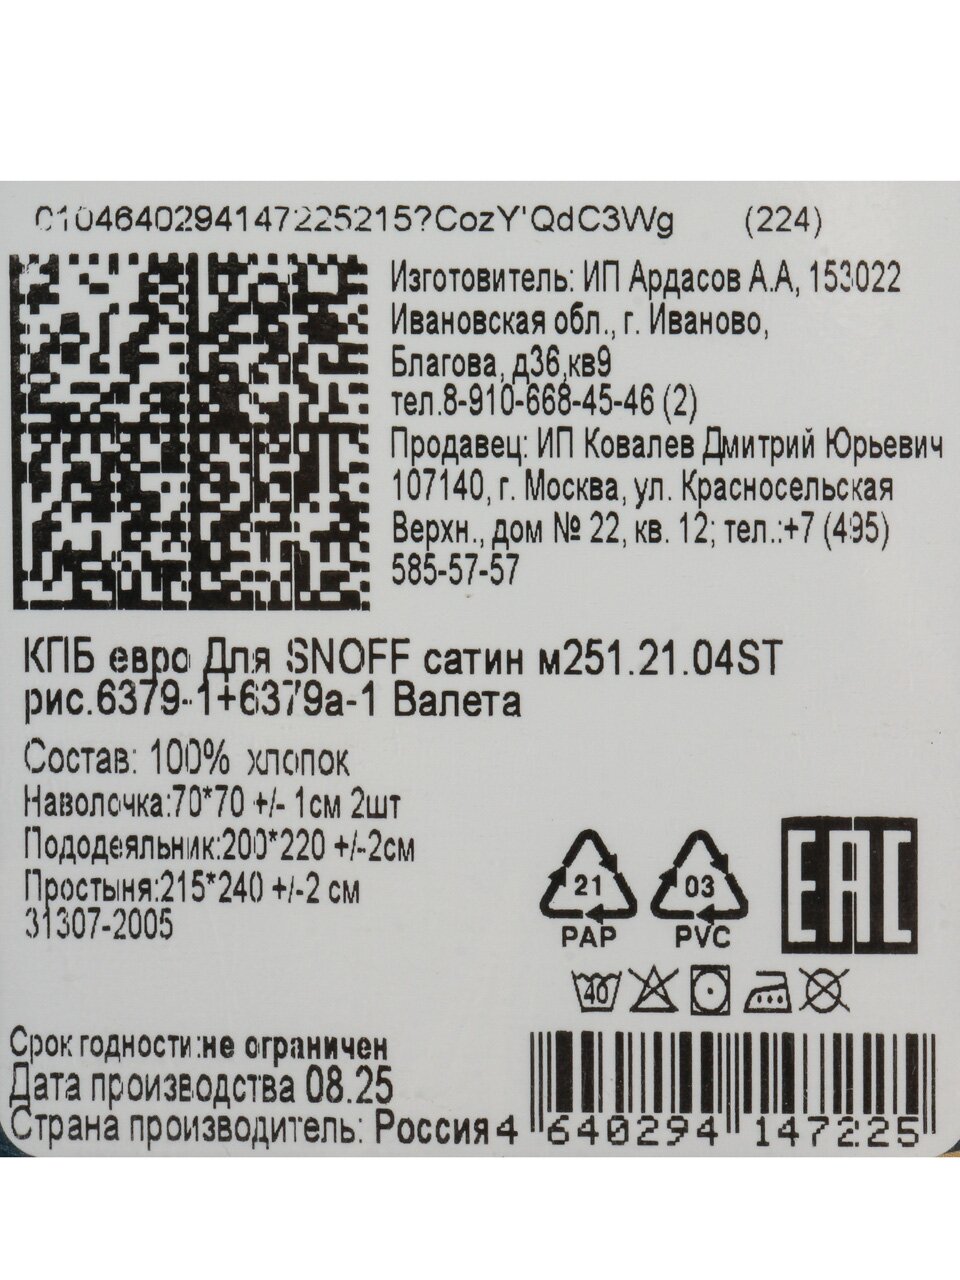 0104640294147225215?CozY'QdC3Wg (224)
Изготовитель: ИП Ардасов А.А, 153022
Ивановская обл., г. Иваново,
Благова, д36,кв9
тел.8-910-668-45-46 (2)
Продавец: ИП Ковалев Дмитрий Юрьевич
107140, г. Москва, ул. Красносельская
Верхн., дом № 22, кв. 12; тел.:+7 (495)
585-57-57
КПБ евро Для SNOFF сатин м251.21.04ST
рис.6379-1+6379а-1 Валета
Состав: 100% хлопок
Наволочка:70*70 +/- 1см 2шт
Пододеяльник:200*220 +/-2см
Простыня:215*240 +/-2 см
31307-2005
21 03 EAC
PAP PVC
40
Срок годности:не ограничен
Дата производства 08.25
Страна производитель: Россия
4 640294 147225